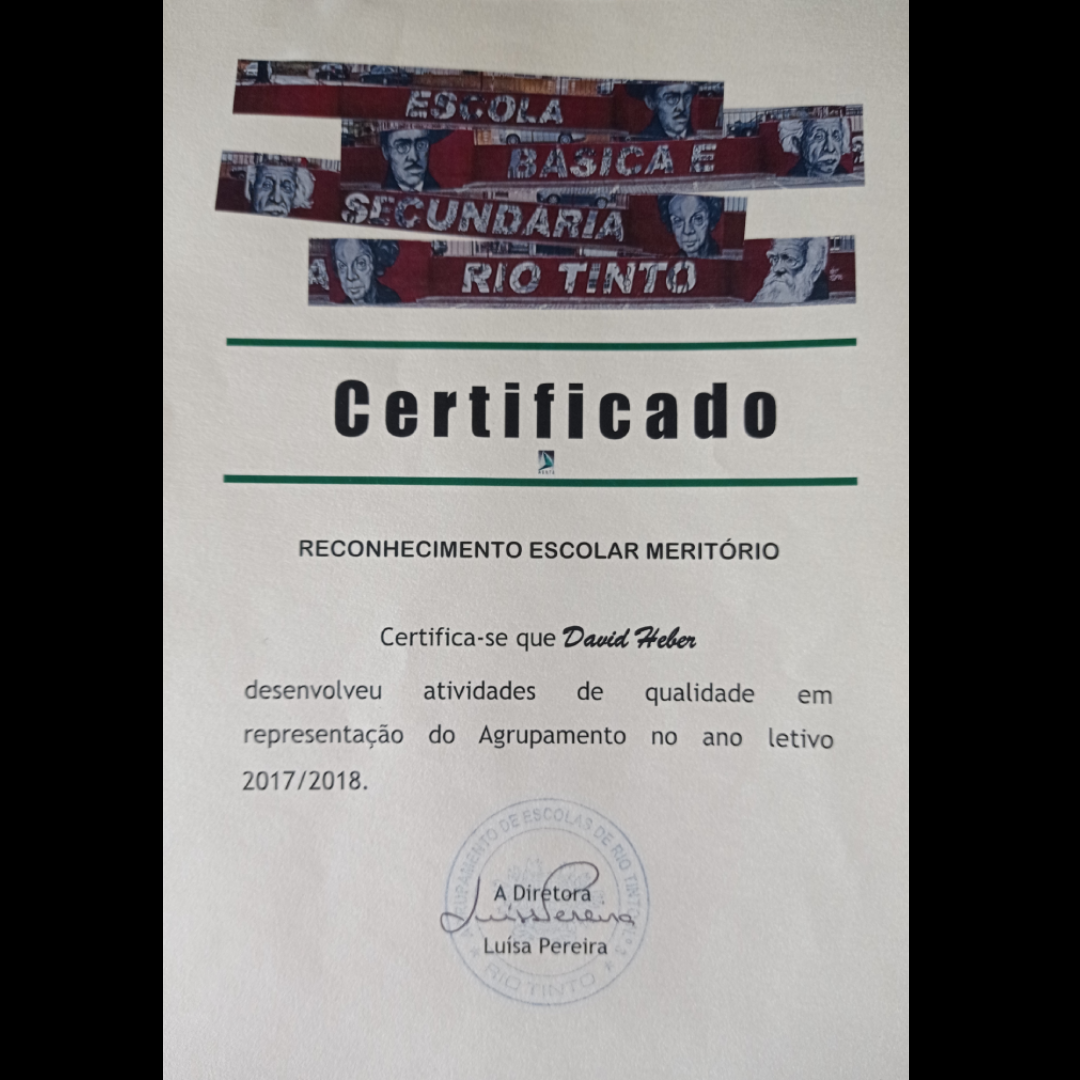 ESCOLA
BÁSICA E
SECUNDÁRIA
A RIO TINTO
Certificado
RECONHECIMENTO ESCOLAR MERITÓRIO
Certifica-se que David Heber
desenvolveu atividades de qualidade em
representação do Agrupamento no ano letivo
2017/2018.
AGRUPAMENTO DE ESCOLAS DE RIO TINTO N.º 3
A Diretora
Luísa Pereira
Luísa Pereira
* RIO TINTO *